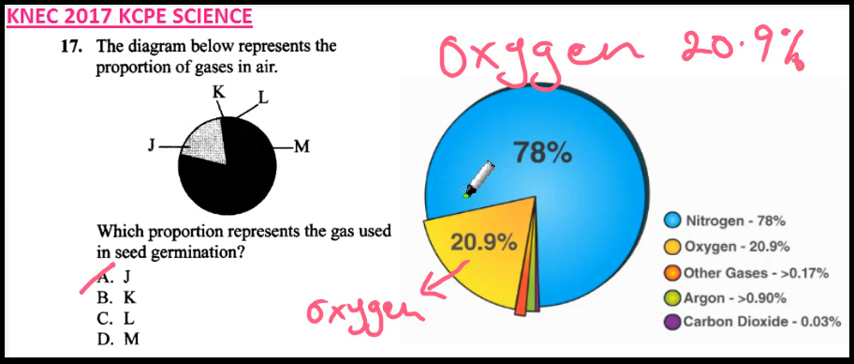 KNEC 2017 KCPE SCIENCE
17. The diagram below represents the
proportion of gases in air.
K
L
J
M
Which proportion represents the gas used
in seed germination?
A. J
B. K
C. L
D. M
Oxygen 20.9%
78%
20.9%
oxygen
Nitrogen - 78%
Oxygen - 20.9%
Other Gases - >0.17%
Argon - >0.90%
Carbon Dioxide - 0.03%